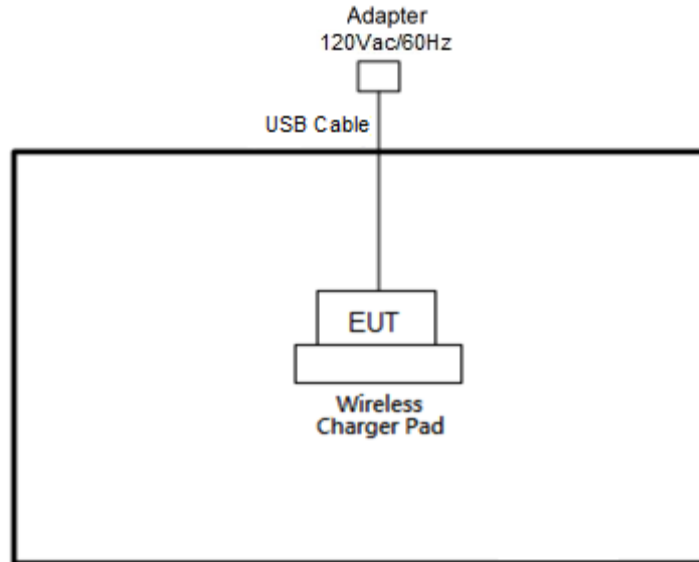 Adapter
120Vac/60Hz
USB Cable
EUT
Wireless
Charger Pad